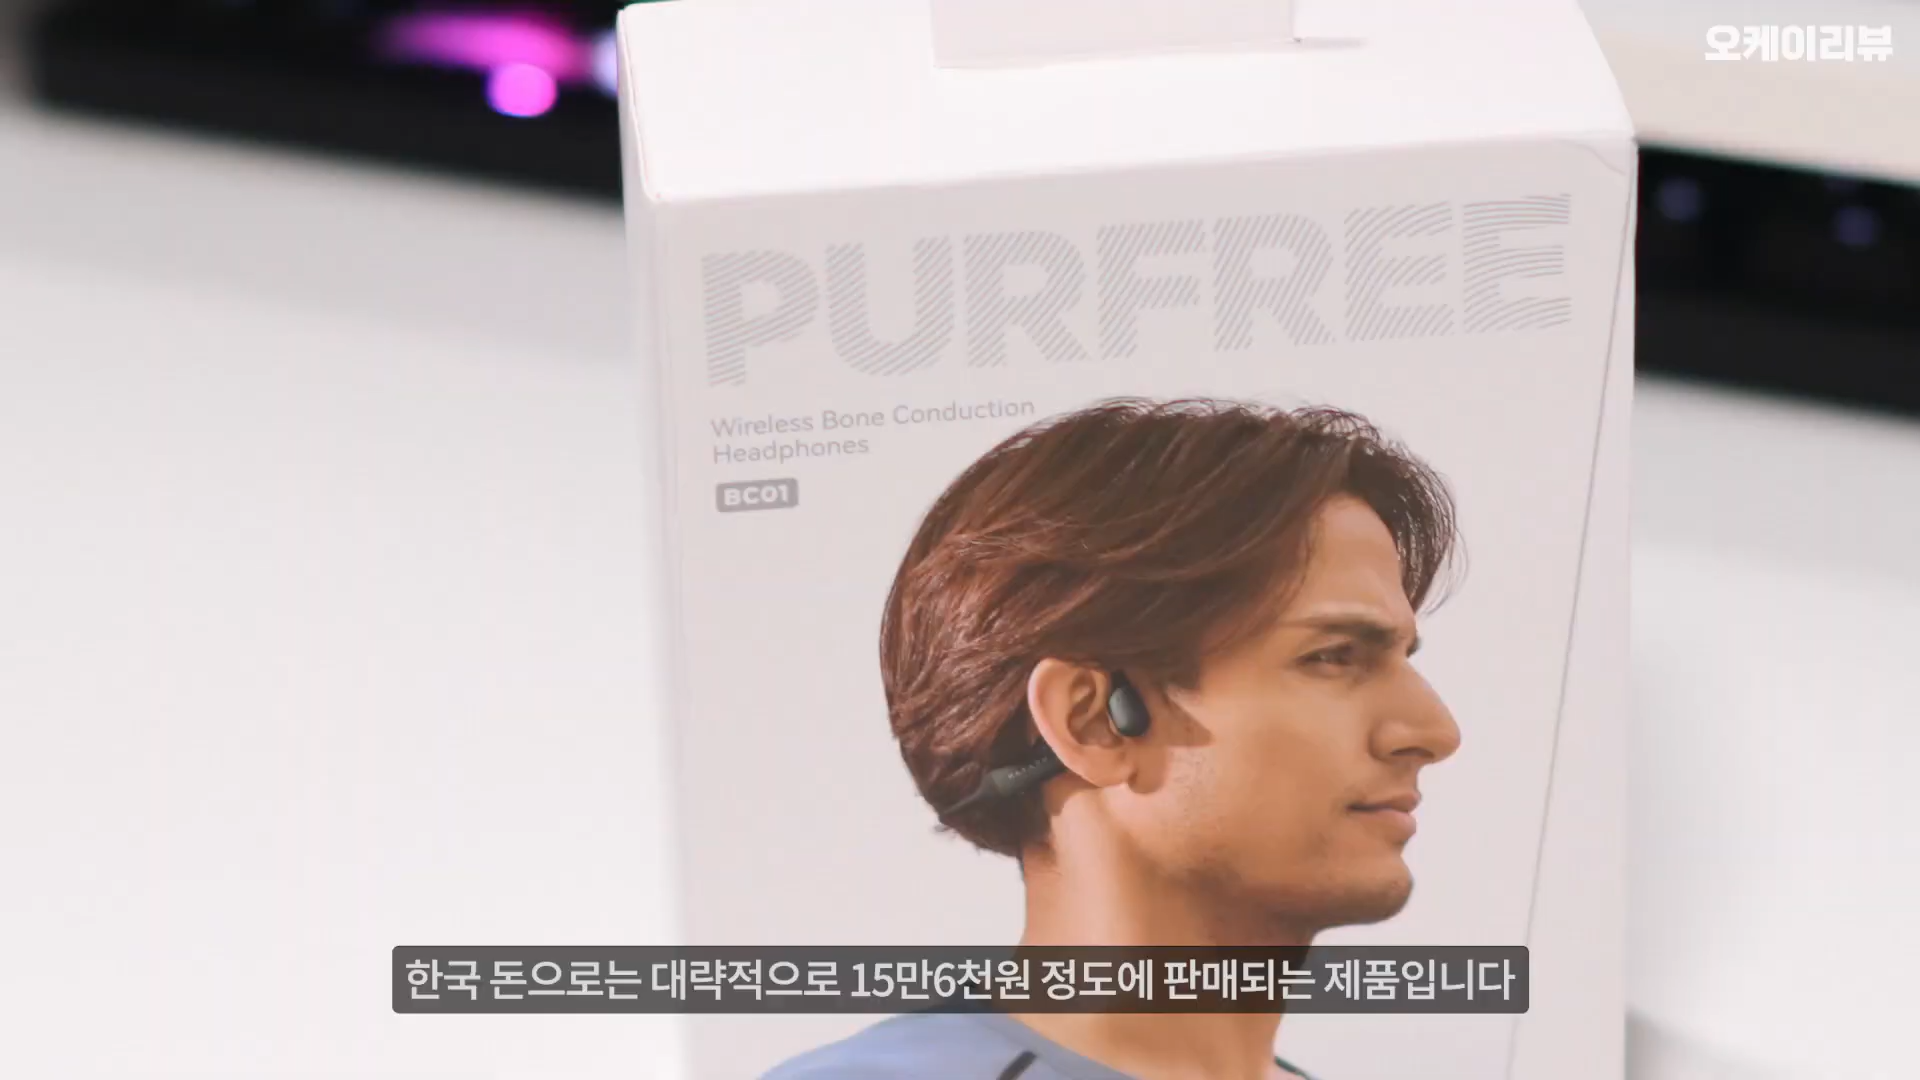 오케이리뷰
PURFREE
Wireless Bone Conduction
Headphones
BC01
한국 돈으로는 대략적으로 15만6천원 정도에 판매되는 제품입니다